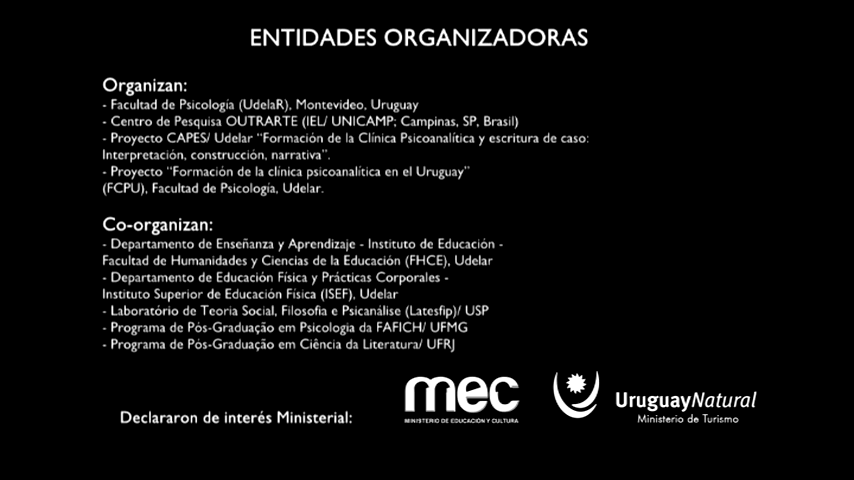 ENTIDADES ORGANIZADORAS
Organizan:
- Facultad de Psicología (UdelaR), Montevideo, Uruguay
- Centro de Pesquisa OUTRARTE (IEL/ UNICAMP; Campinas, SP, Brasil)
- Proyecto CAPES/ Udelar “Formación de la Clínica Psicoanalítica y escritura de caso:
Interpretación, construcción, narrativa”.
- Proyecto “Formación de la clínica psicoanalítica en el Uruguay”
(FCPU), Facultad de Psicología, Udelar.
Co-organizan:
- Departamento de Enseñanza y Aprendizaje - Instituto de Educación -
Facultad de Humanidades y Ciencias de la Educación (FHCE), Udelar
- Departamento de Educación Física y Prácticas Corporales -
Instituto Superior de Educación Física (ISEF), Udelar
- Laboratório de Teoria Social, Filosofia e Psicanálise (Latesfip)/ USP
- Programa de Pós-Graduação em Psicologia da FAFICH/ UFMG
- Programa de Pós-Graduação em Ciência da Literatura/ UFRJ
Declararon de interés Ministerial:
mec
MINISTERIO DE EDUCACIÓN Y CULTURA
UruguayNatural
Ministerio de Turismo